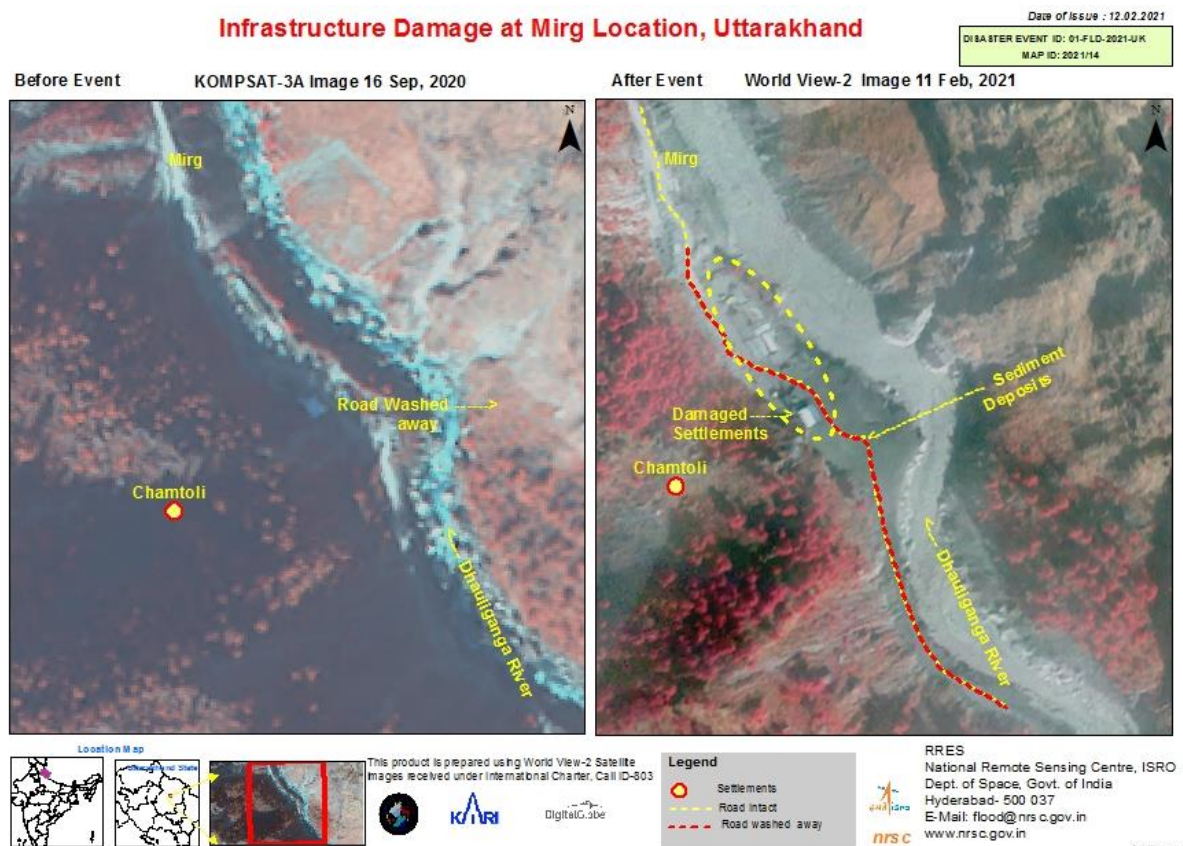 Infrastructure Damage at Mirg Location, Uttarakhand
Date of Issue : 12.02.2021
DISASTER EVENT ID: 01-FLD-2021-UK
MAP ID: 2021/14
Before Event
KOMPSAT-3A Image 16 Sep, 2020
After Event
World View-2 Image 11 Feb, 2021
N
Mirg
Road Washed
away
Chamtoli
Dhauliganga River
N
Mirg
Sediment
Deposits
Damaged
Settlements
Chamtoli
Dhauliganga River
Location Map
State
This product is prepared using World View-2 Satellite
Images received under International Charter, Call ID-803
KARI
DigitalGlobe
Legend
Settlements
Road Intact
Road washed away
nrsc
RRES
National Remote Sensing Centre, ISRO
Dept. of Space, Govt. of India
Hyderabad- 500 037
E-Mail: flood@nrsc.gov.in
www.nrsc.gov.in